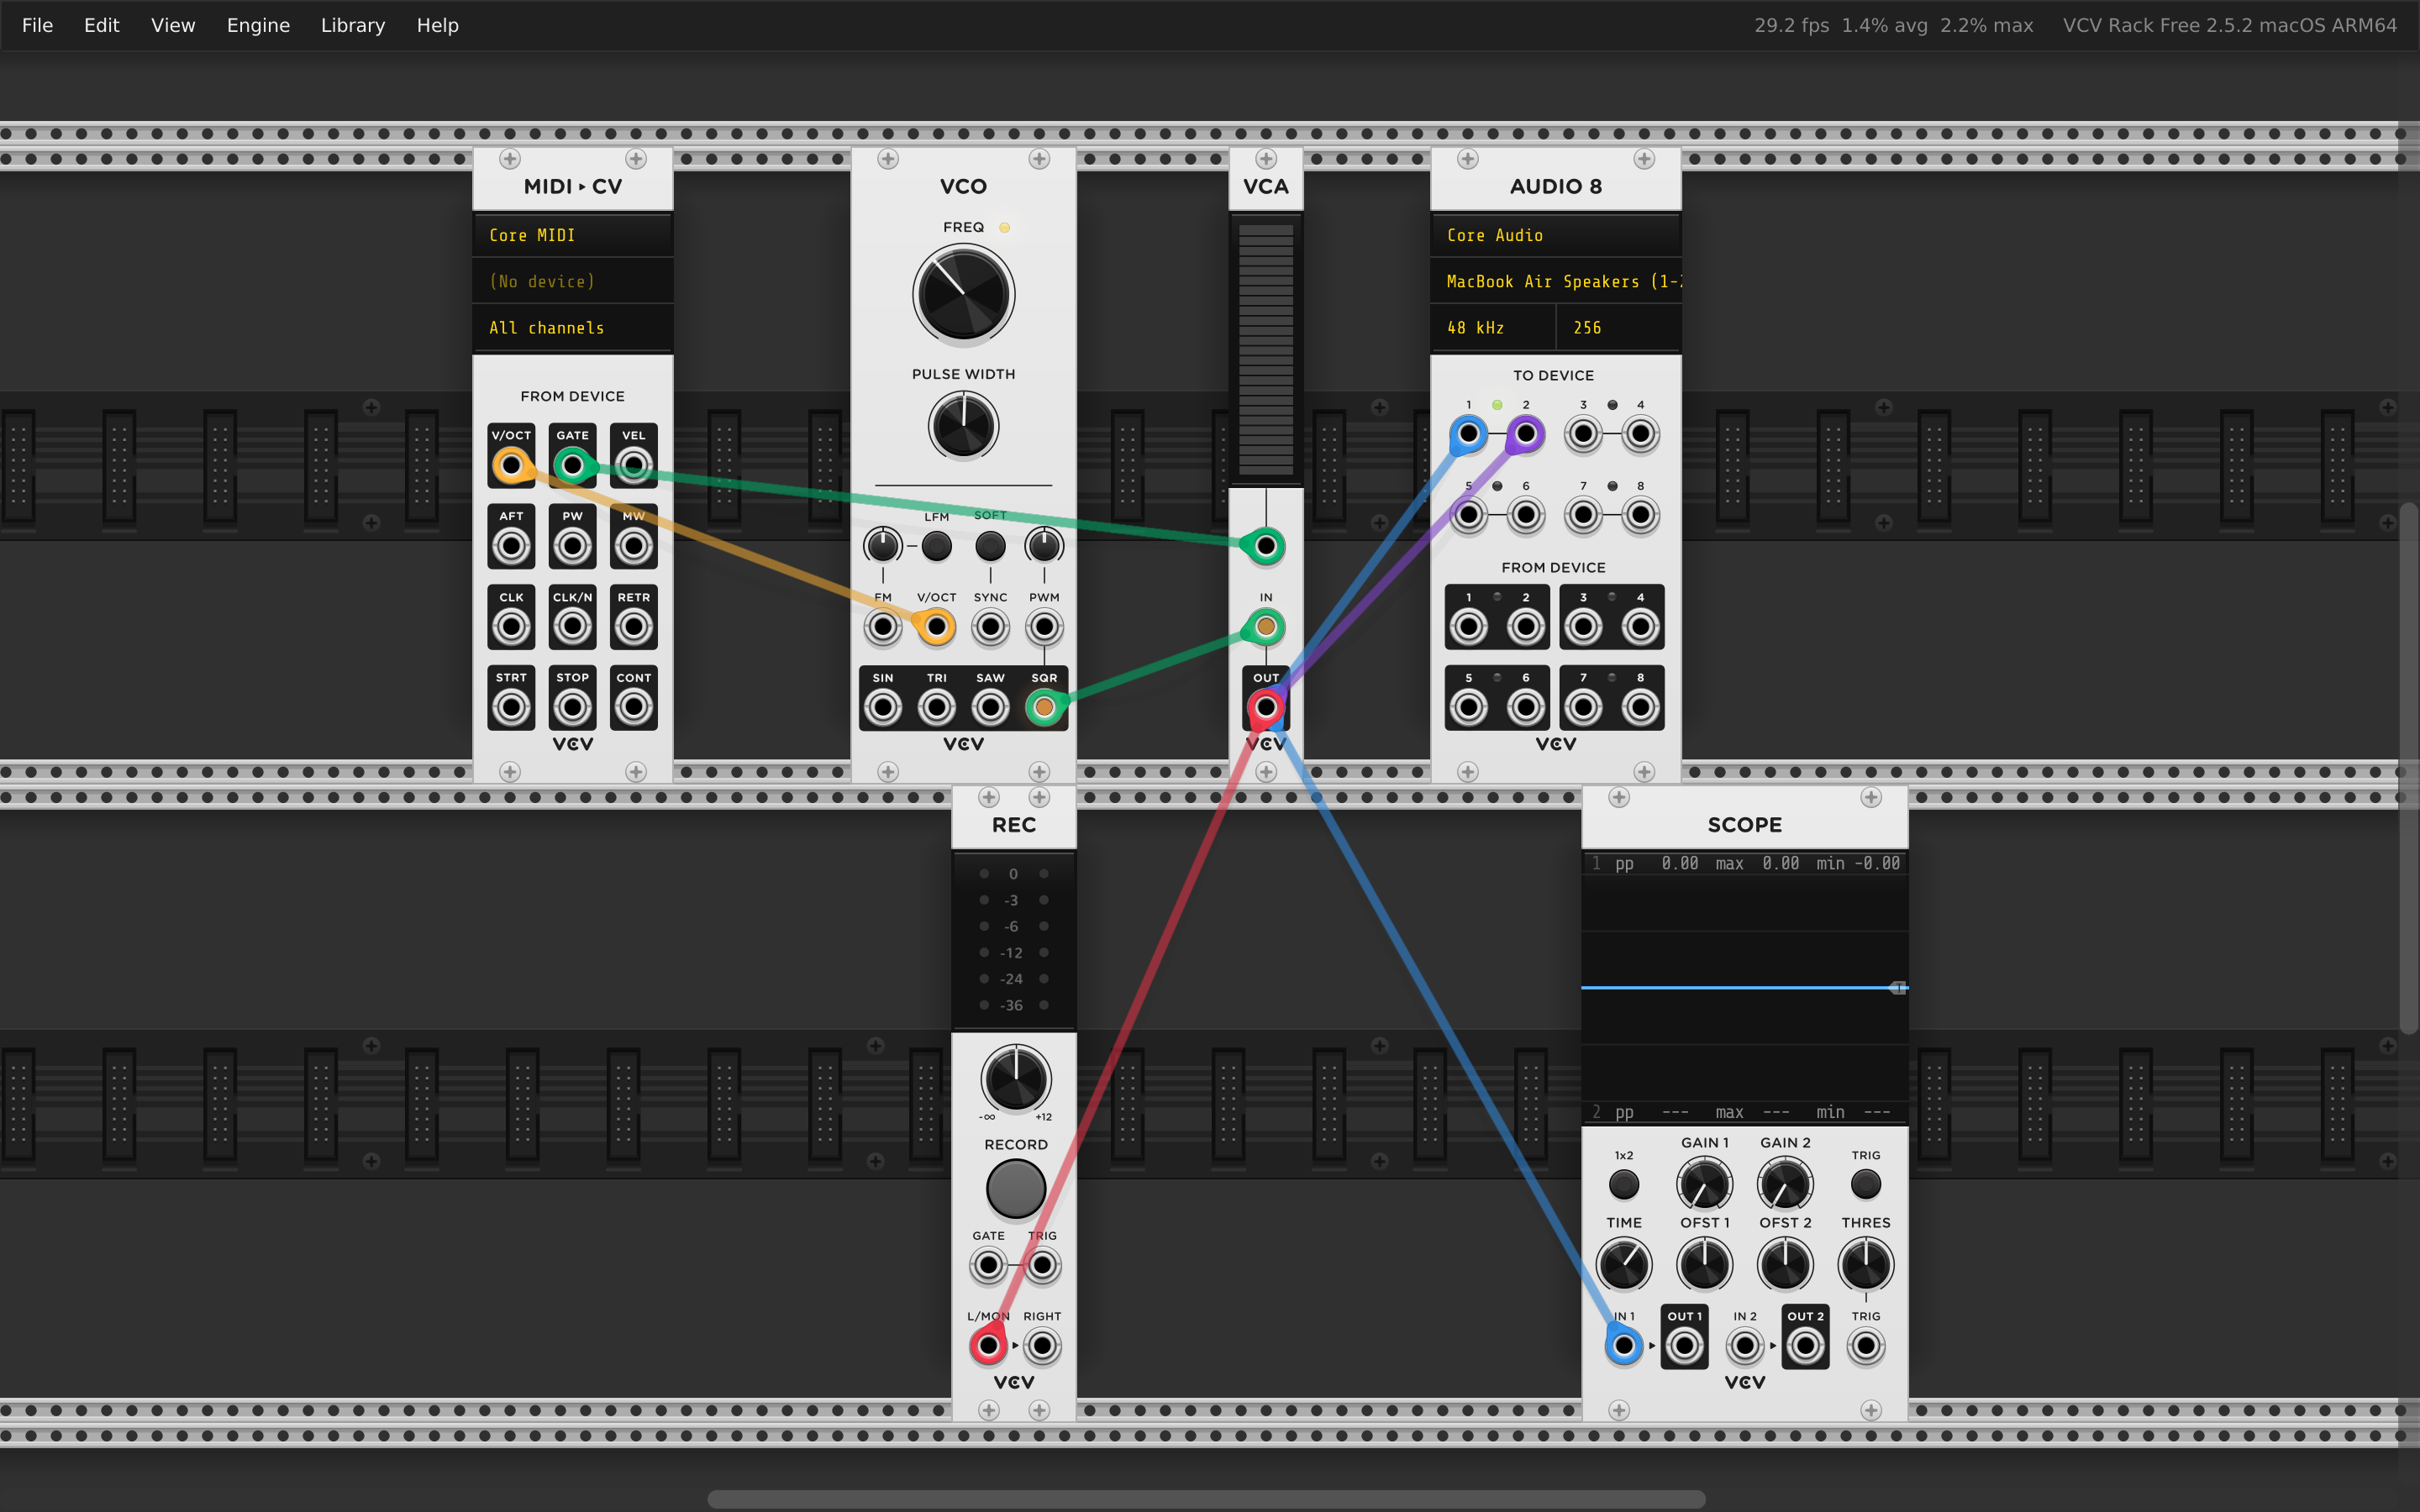 File Edit View Engine Library Help
29.2 fps 1.4% avg 2.2% max VCV Rack Free 2.5.2 macOS ARM64
MIDI ▸ CV
Core MIDI
(No device)
All channels
FROM DEVICE
V/OCT GATE VEL
AFT PW MW
CLK CLK/N RETR
STRT STOP CONT
VCV
VCO
FREQ
PULSE WIDTH
LFM SOFT
FM V/OCT SYNC PWM
SIN TRI SAW SQR
VCV
VCA
IN
OUT
VCV
AUDIO 8
Core Audio
MacBook Air Speakers (1-2
48 kHz 256
TO DEVICE
1 2 3 4
5 6 7 8
FROM DEVICE
1 2 3 4
5 6 7 8
VCV
REC
0
-3
-6
-12
-24
-36
-∞ +12
RECORD
GATE TRIG
L/MON RIGHT
VCV
SCOPE
1 pp 0.00 max 0.00 min -0.00
T
2 pp --- max --- min ---
1x2 GAIN 1 GAIN 2 TRIG
TIME OFST 1 OFST 2 THRES
IN 1 OUT 1 IN 2 OUT 2 TRIG
VCV